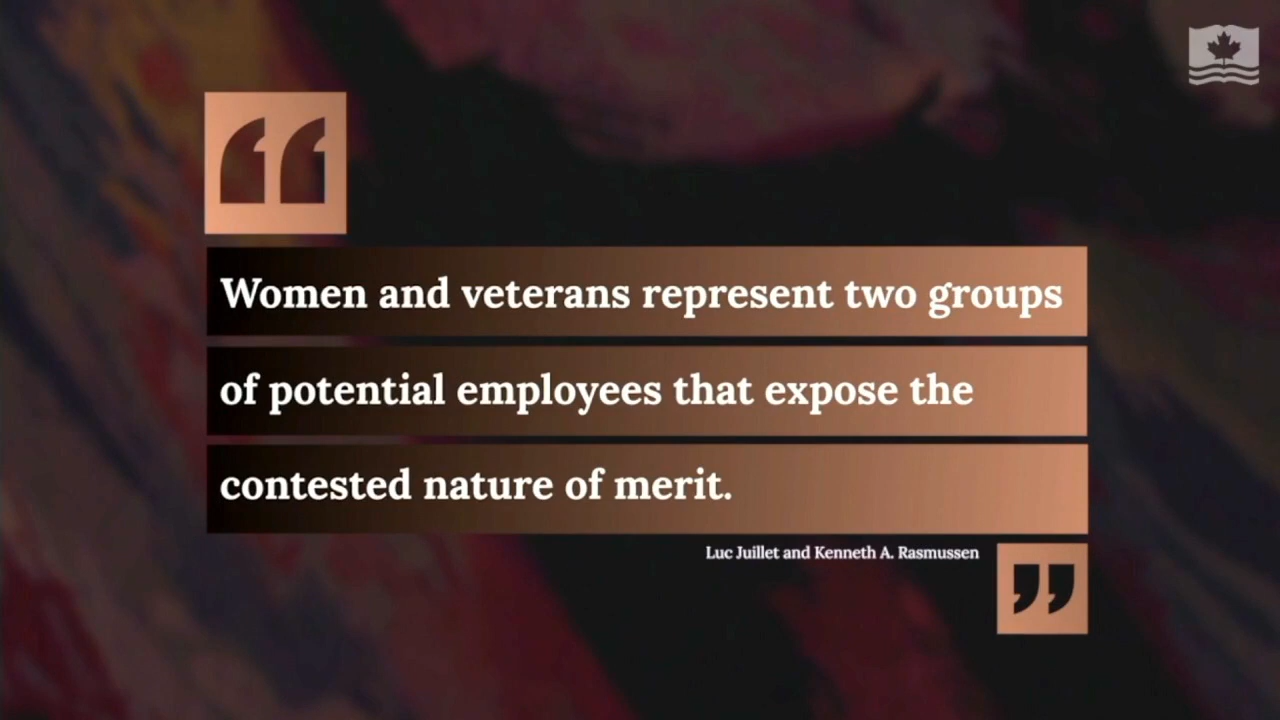 Women and veterans represent two groups
of potential employees that expose the
contested nature of merit.
Luc Juillet and Kenneth A. Rasmussen